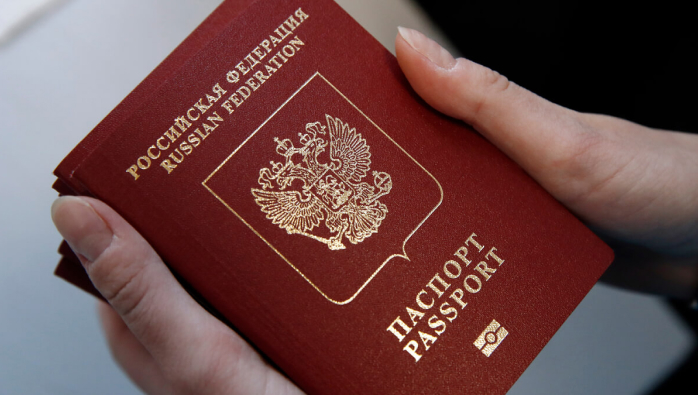 РОССИЙСКАЯ ФЕДЕРАЦИЯ
RUSSIAN FEDERATION
ПАСПОРТ
PASSPORT